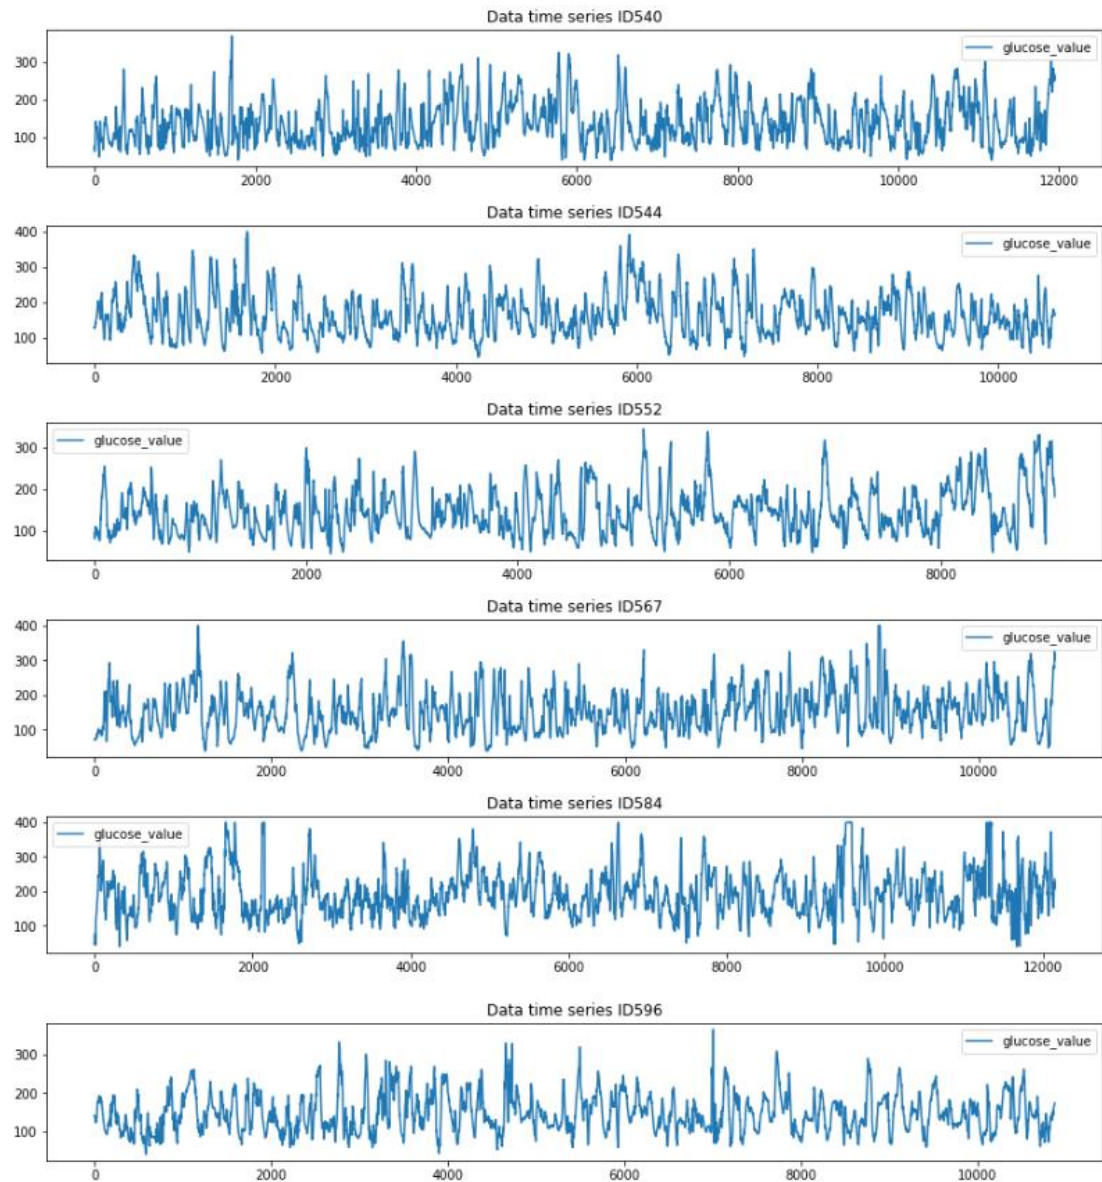 Data time series ID540
glucose_value
300
200
100
0 2000 4000 6000 8000 10000 12000
Data time series ID544
400
glucose_value
300
200
100
0 2000 4000 6000 8000 10000
Data time series ID552
glucose_value
300
200
100
0 2000 4000 6000 8000
Data time series ID567
400
glucose_value
300
200
100
0 2000 4000 6000 8000 10000
Data time series ID584
400
glucose_value
300
200
100
0 2000 4000 6000 8000 10000 12000
Data time series ID596
glucose_value
300
200
100
0 2000 4000 6000 8000 10000